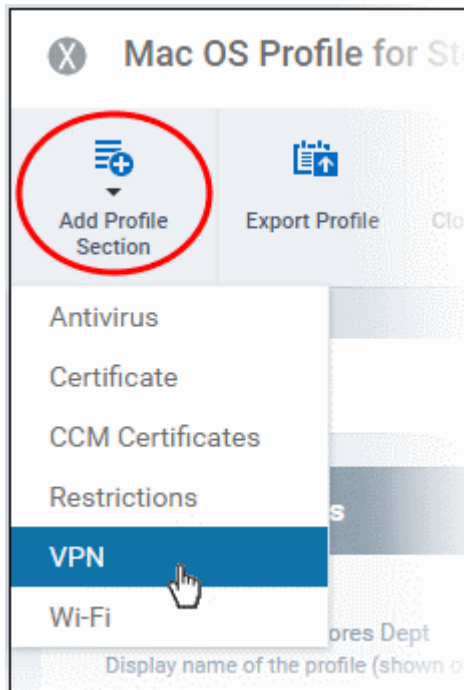 X Mac OS Profile for St
Add Profile
Section
Export Profile
Clo
Antivirus
Certificate
CCM Certificates
Restrictions
s
VPN
Wi-Fi
ores Dept
Display name of the profile (shown o